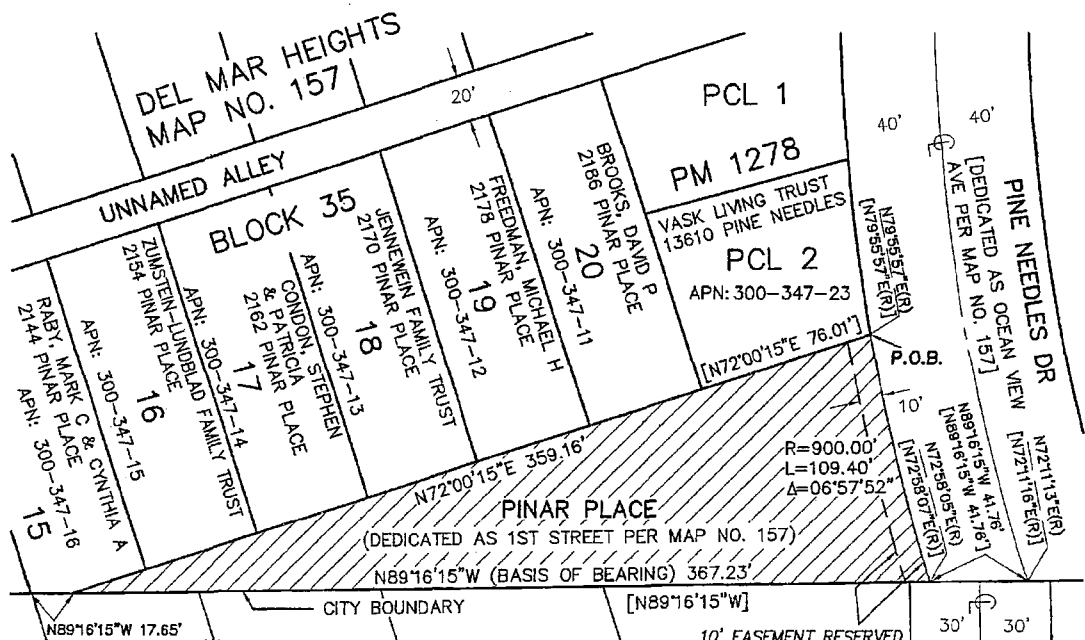 DEL MAR HEIGHTS
MAP NO. 157
20'
UNNAMED ALLEY
BLOCK 35
PCL 1
PM 1278
VASK LIVING TRUST
13610 PINE NEEDLES
PCL 2
APN: 300-347-23
BROOKS, DAVID P
2186 PINAR PLACE
20
APN: 300-347-11
FREEDMAN, MICHAEL H
2178 PINAR PLACE
19
APN: 300-347-12
JENNEWEIN FAMILY TRUST
2170 PINAR PLACE
18
APN: 300-347-13
CONDON, STEPHEN
& PATRICIA
2162 PINAR PLACE
17
APN: 300-347-14
ZUMSTEIN-LUNDBLAD FAMILY TRUST
2154 PINAR PLACE
16
APN: 300-347-15
RABY, MARK C & CYNTHIA A
2144 PINAR PLACE
APN: 300-347-16
15
40'
40'
[DEDICATED AS OCEAN VIEW
AVE PER MAP NO. 157]
PINE NEEDLES DR
N79°55'57"E(R)
[N79°55'57"E(R)]
[N72°00'15"E 76.01']
P.O.B.
10'
R=900.00'
L=109.40'
Δ=06°57'52"
N72°00'15"E 359.16'
PINAR PLACE
(DEDICATED AS 1ST STREET PER MAP NO. 157)
N89°16'15"W (BASIS OF BEARING) 367.23'
N89°16'15"W 41.76'
[N89°16'15"W 41.76']
N72°58'05"E(R)
[N72°58'07"E(R)]
N72°11'13"E(R)
[N72°11'16"E(R)]
CITY BOUNDARY
[N89°16'15"W]
N89°16'15"W 17.65'
10' EASEMENT RESERVED
30'
30'